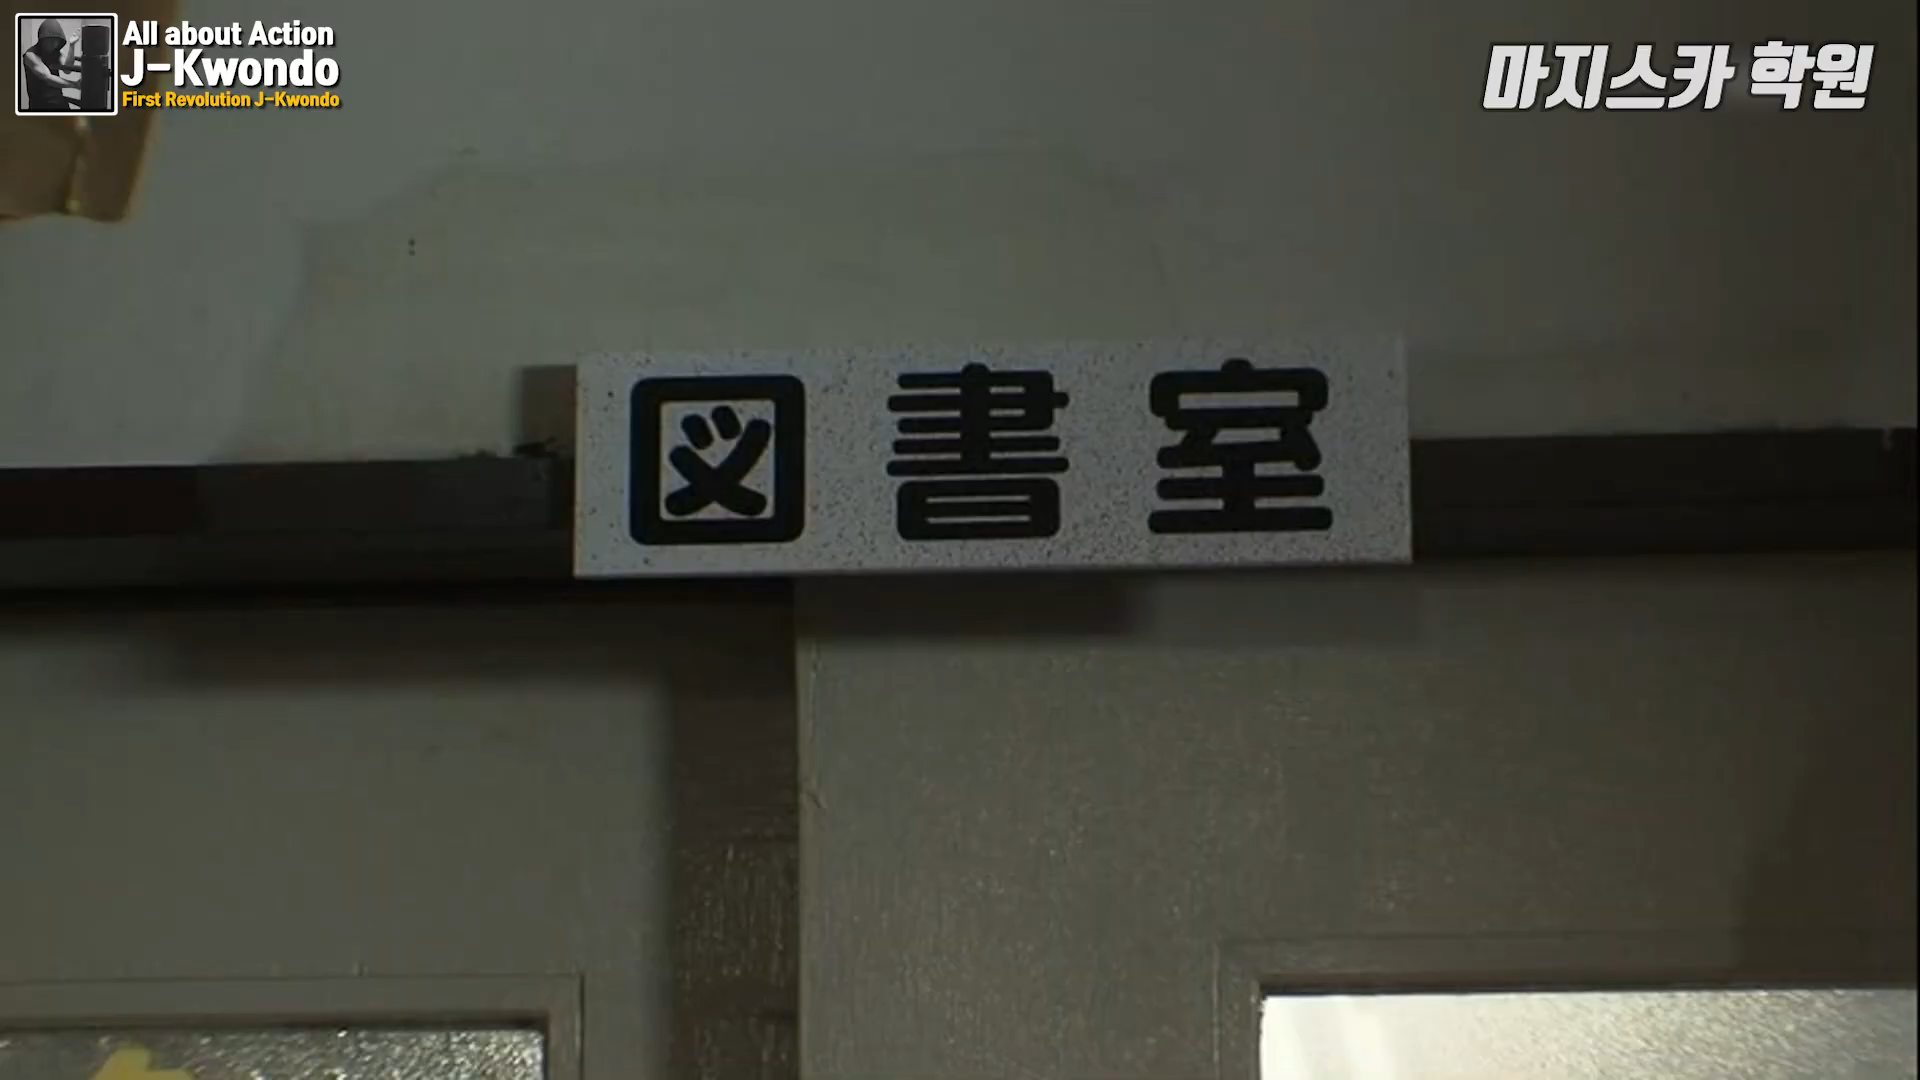 All about Action
J-Kwondo
First Revolution J-Kwondo
마지스카 학원
図書室